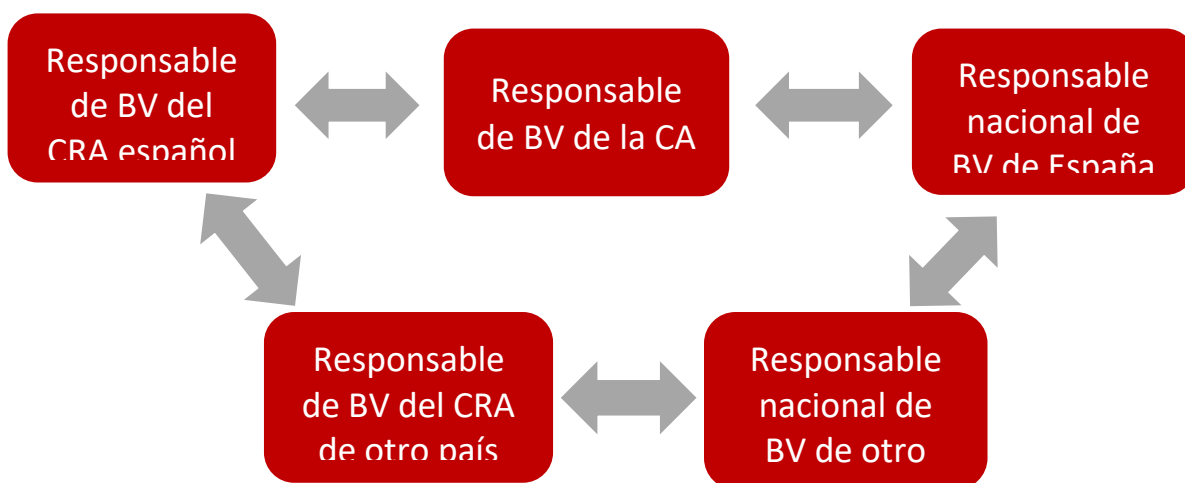 Responsable
de BV del
CRA español
Responsable
de BV de la CA
Responsable
nacional de
BV de España
Responsable
de BV del CRA
de otro país
Responsable
nacional de
BV de otro